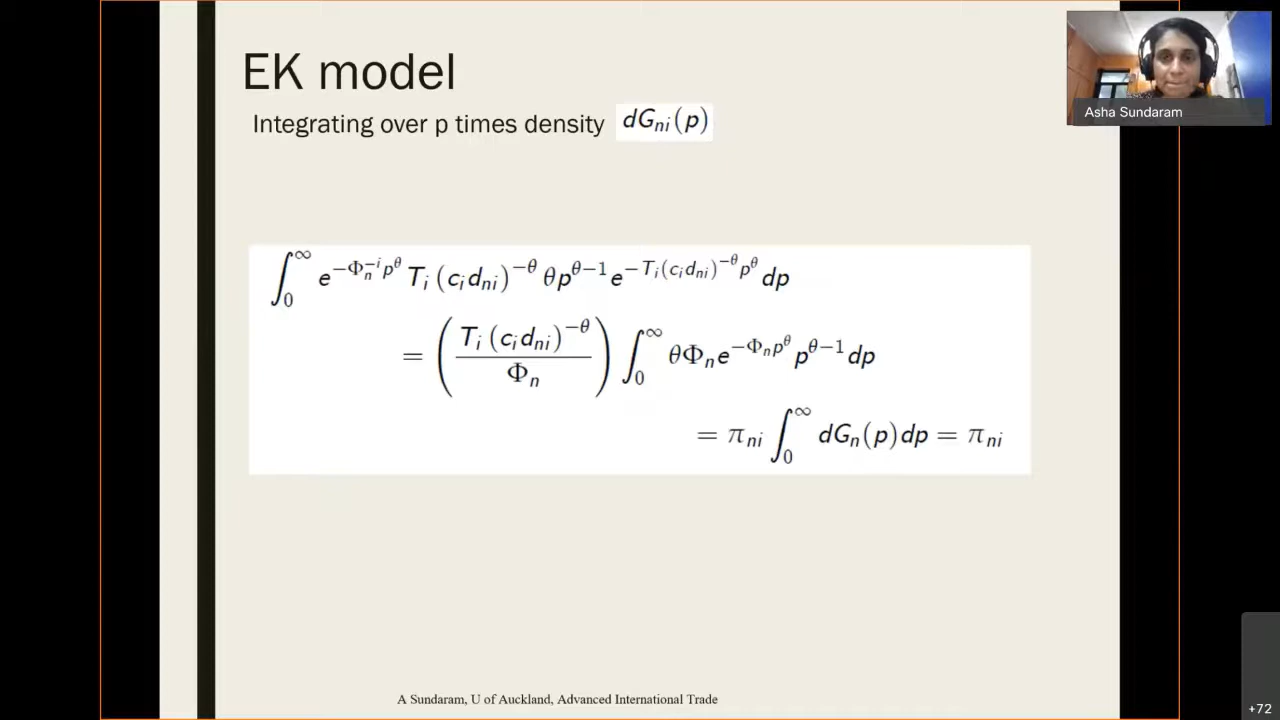 EK model
Integrating over p times density dG_{ni}(p)
Asha Sundaram
∫_0^∞ e^{-Φ_n^{-i} p^θ} T_i (c_i d_{ni})^{-θ} θp^{θ-1} e^{-T_i(c_i d_{ni})^{-θ} p^θ} dp
= (T_i (c_i d_{ni})^{-θ} / Φ_n) ∫_0^∞ θΦ_n e^{-Φ_n p^θ} p^{θ-1} dp
= π_{ni} ∫_0^∞ dG_n(p)dp = π_{ni}
A Sundaram, U of Auckland, Advanced International Trade
+72